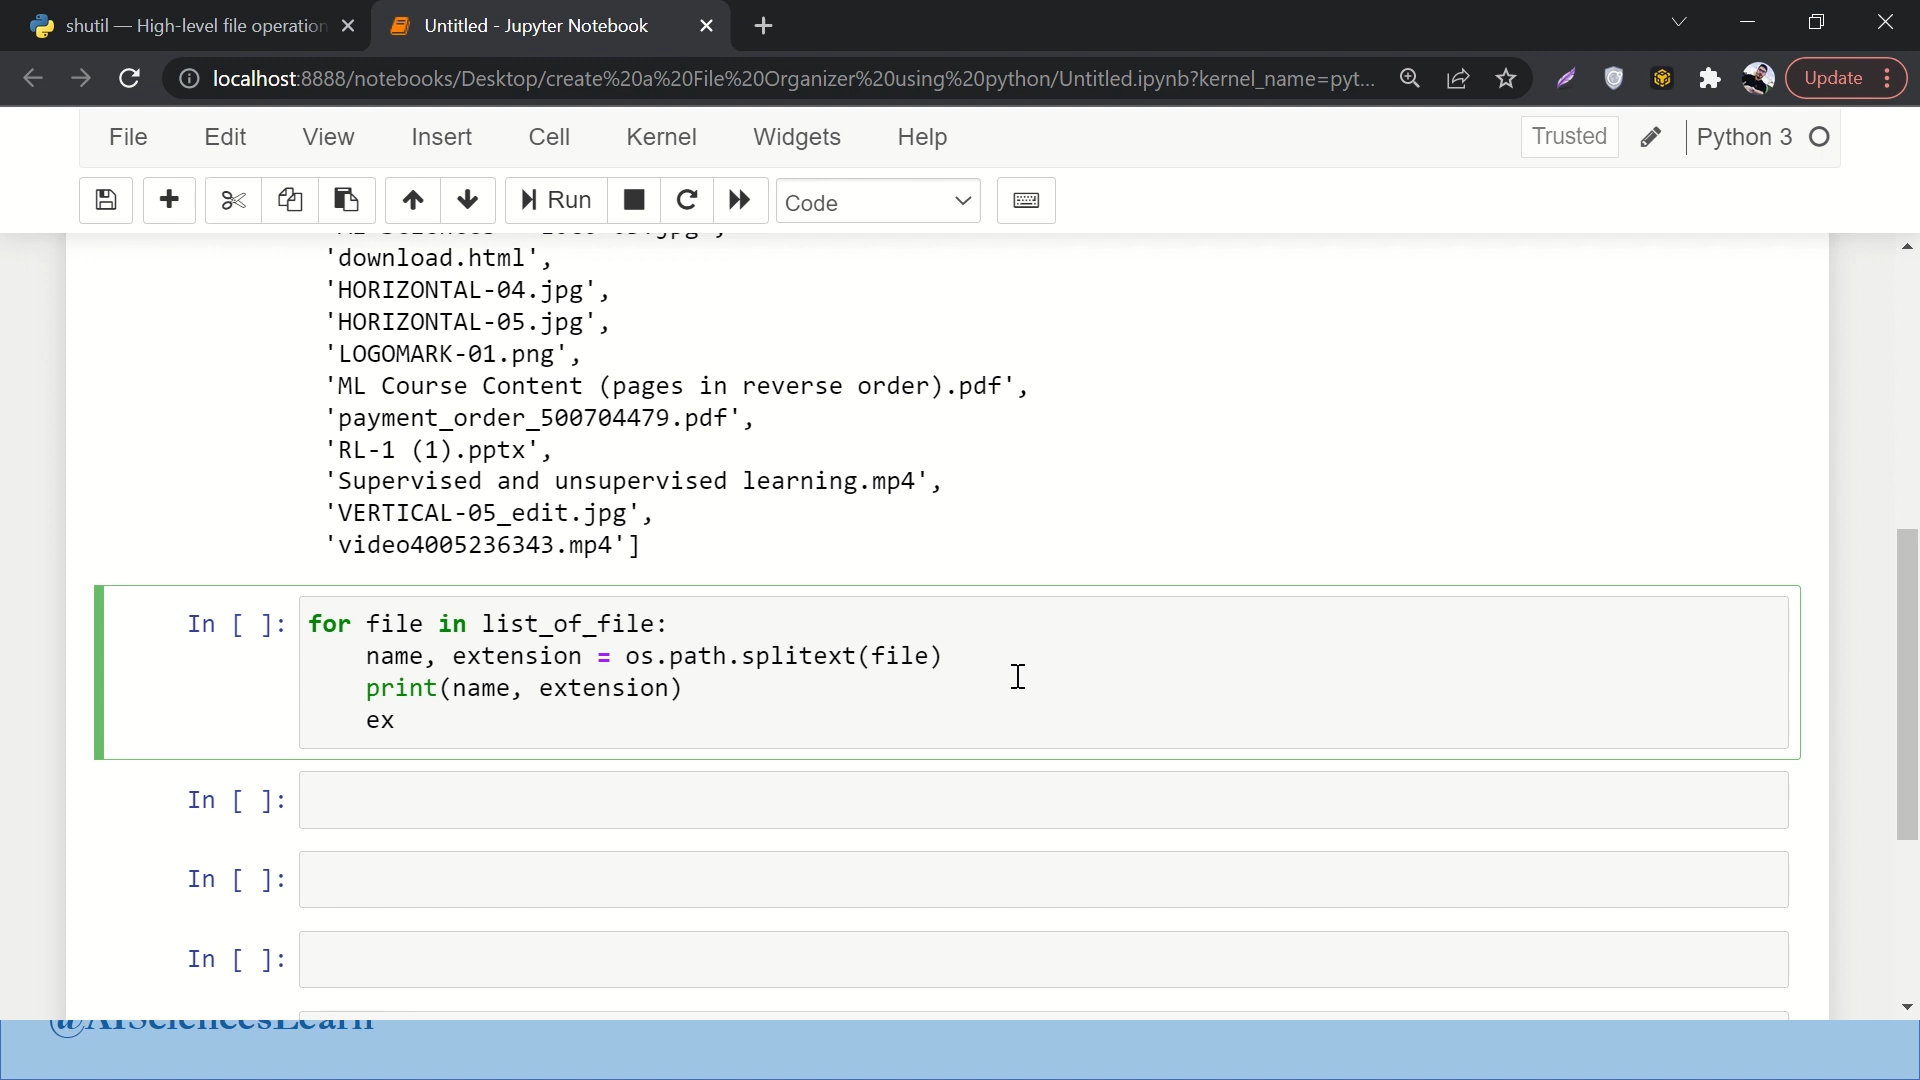 shutil — High-level file operation
Untitled - Jupyter Notebook
localhost:8888/notebooks/Desktop/create%20a%20File%20Organizer%20using%20python/Untitled.ipynb?kernel_name=pyt...
Update
File Edit View Insert Cell Kernel Widgets Help
Trusted
Python 3
Run
Code
'download.html',
'HORIZONTAL-04.jpg',
'HORIZONTAL-05.jpg',
'LOGOMARK-01.png',
'ML Course Content (pages in reverse order).pdf',
'payment_order_500704479.pdf',
'RL-1 (1).pptx',
'Supervised and unsupervised learning.mp4',
'VERTICAL-05_edit.jpg',
'video4005236343.mp4']
In [ ]: for file in list_of_file:
name, extension = os.path.splitext(file)
print(name, extension)
ex
In [ ]:
In [ ]:
In [ ]:
@AISciencesLearn